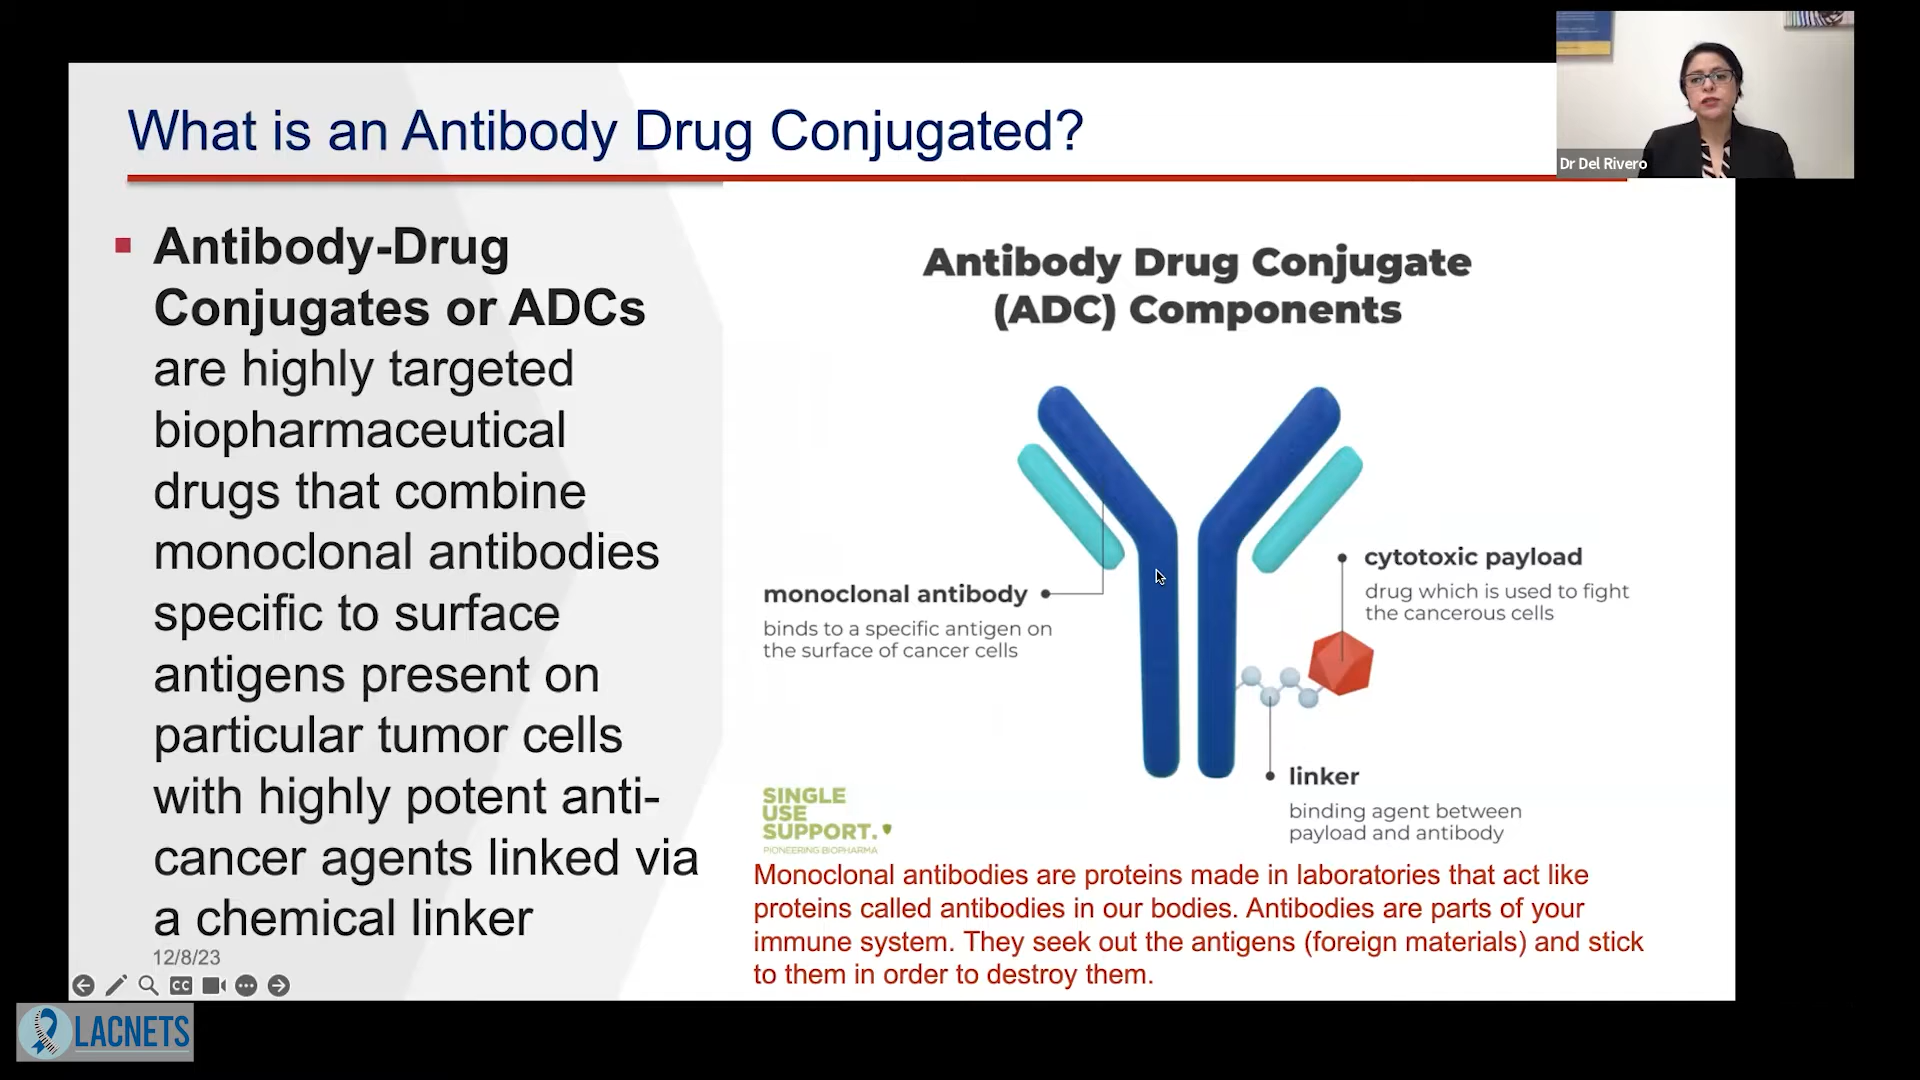 What is an Antibody Drug Conjugated?
Dr Del Rivero
▪ Antibody-Drug
Conjugates or ADCs
are highly targeted
biopharmaceutical
drugs that combine
monoclonal antibodies
specific to surface
antigens present on
particular tumor cells
with highly potent anti-
cancer agents linked via
a chemical linker
12/8/23
Antibody Drug Conjugate
(ADC) Components
monoclonal antibody
binds to a specific antigen on
the surface of cancer cells
cytotoxic payload
drug which is used to fight
the cancerous cells
linker
binding agent between
payload and antibody
SINGLE
USE
SUPPORT.
PIONEERING BIOPHARMA
Monoclonal antibodies are proteins made in laboratories that act like
proteins called antibodies in our bodies. Antibodies are parts of your
immune system. They seek out the antigens (foreign materials) and stick
to them in order to destroy them.
CC
LACNETS